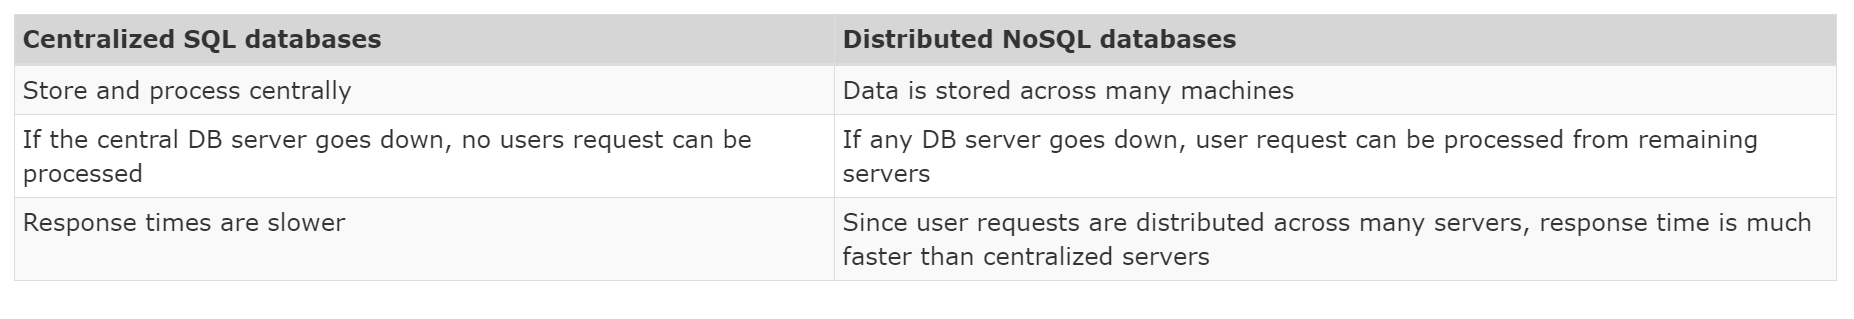 Centralized SQL databases
Distributed NoSQL databases
Store and process centrally
Data is stored across many machines
If the central DB server goes down, no users request can be
processed
If any DB server goes down, user request can be processed from remaining
servers
Response times are slower
Since user requests are distributed across many servers, response time is much
faster than centralized servers